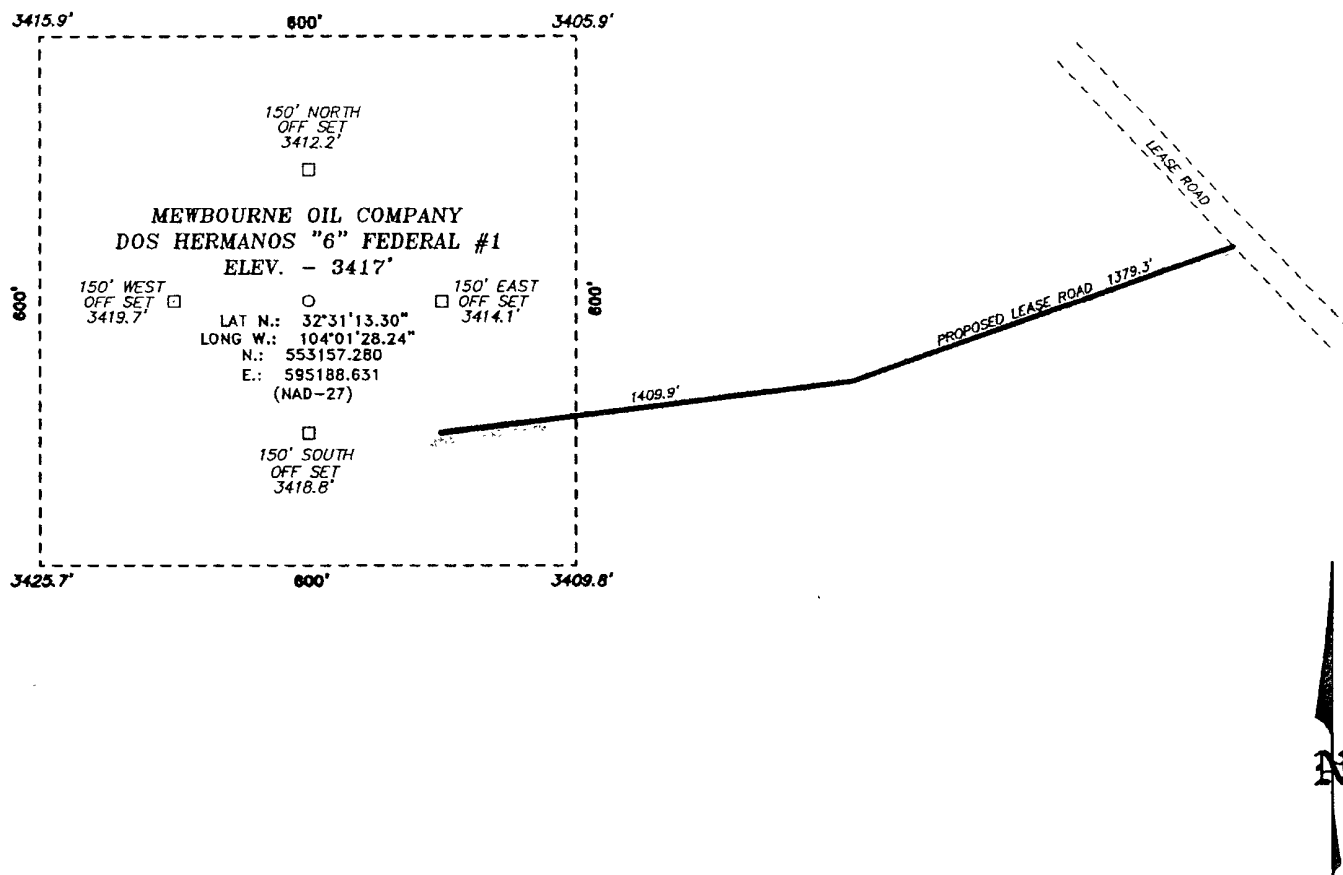 3415.9'
600'
3405.9'
150' NORTH
OFF SET
3412.2'
MEWBOURNE OIL COMPANY
DOS HERMANOS "6" FEDERAL #1
ELEV. - 3417'
600'
150' WEST
OFF SET
3419.7'
150' EAST
OFF SET
3414.1'
600'
LAT N.: 32°31'13.30"
LONG W.: 104°01'28.24"
N.: 553157.280
E.: 595188.631
(NAD-27)
150' SOUTH
OFF SET
3418.8'
3425.7'
600'
3409.8'
1409.9'
PROPOSED LEASE ROAD 1379.3'
LEASE ROAD
N